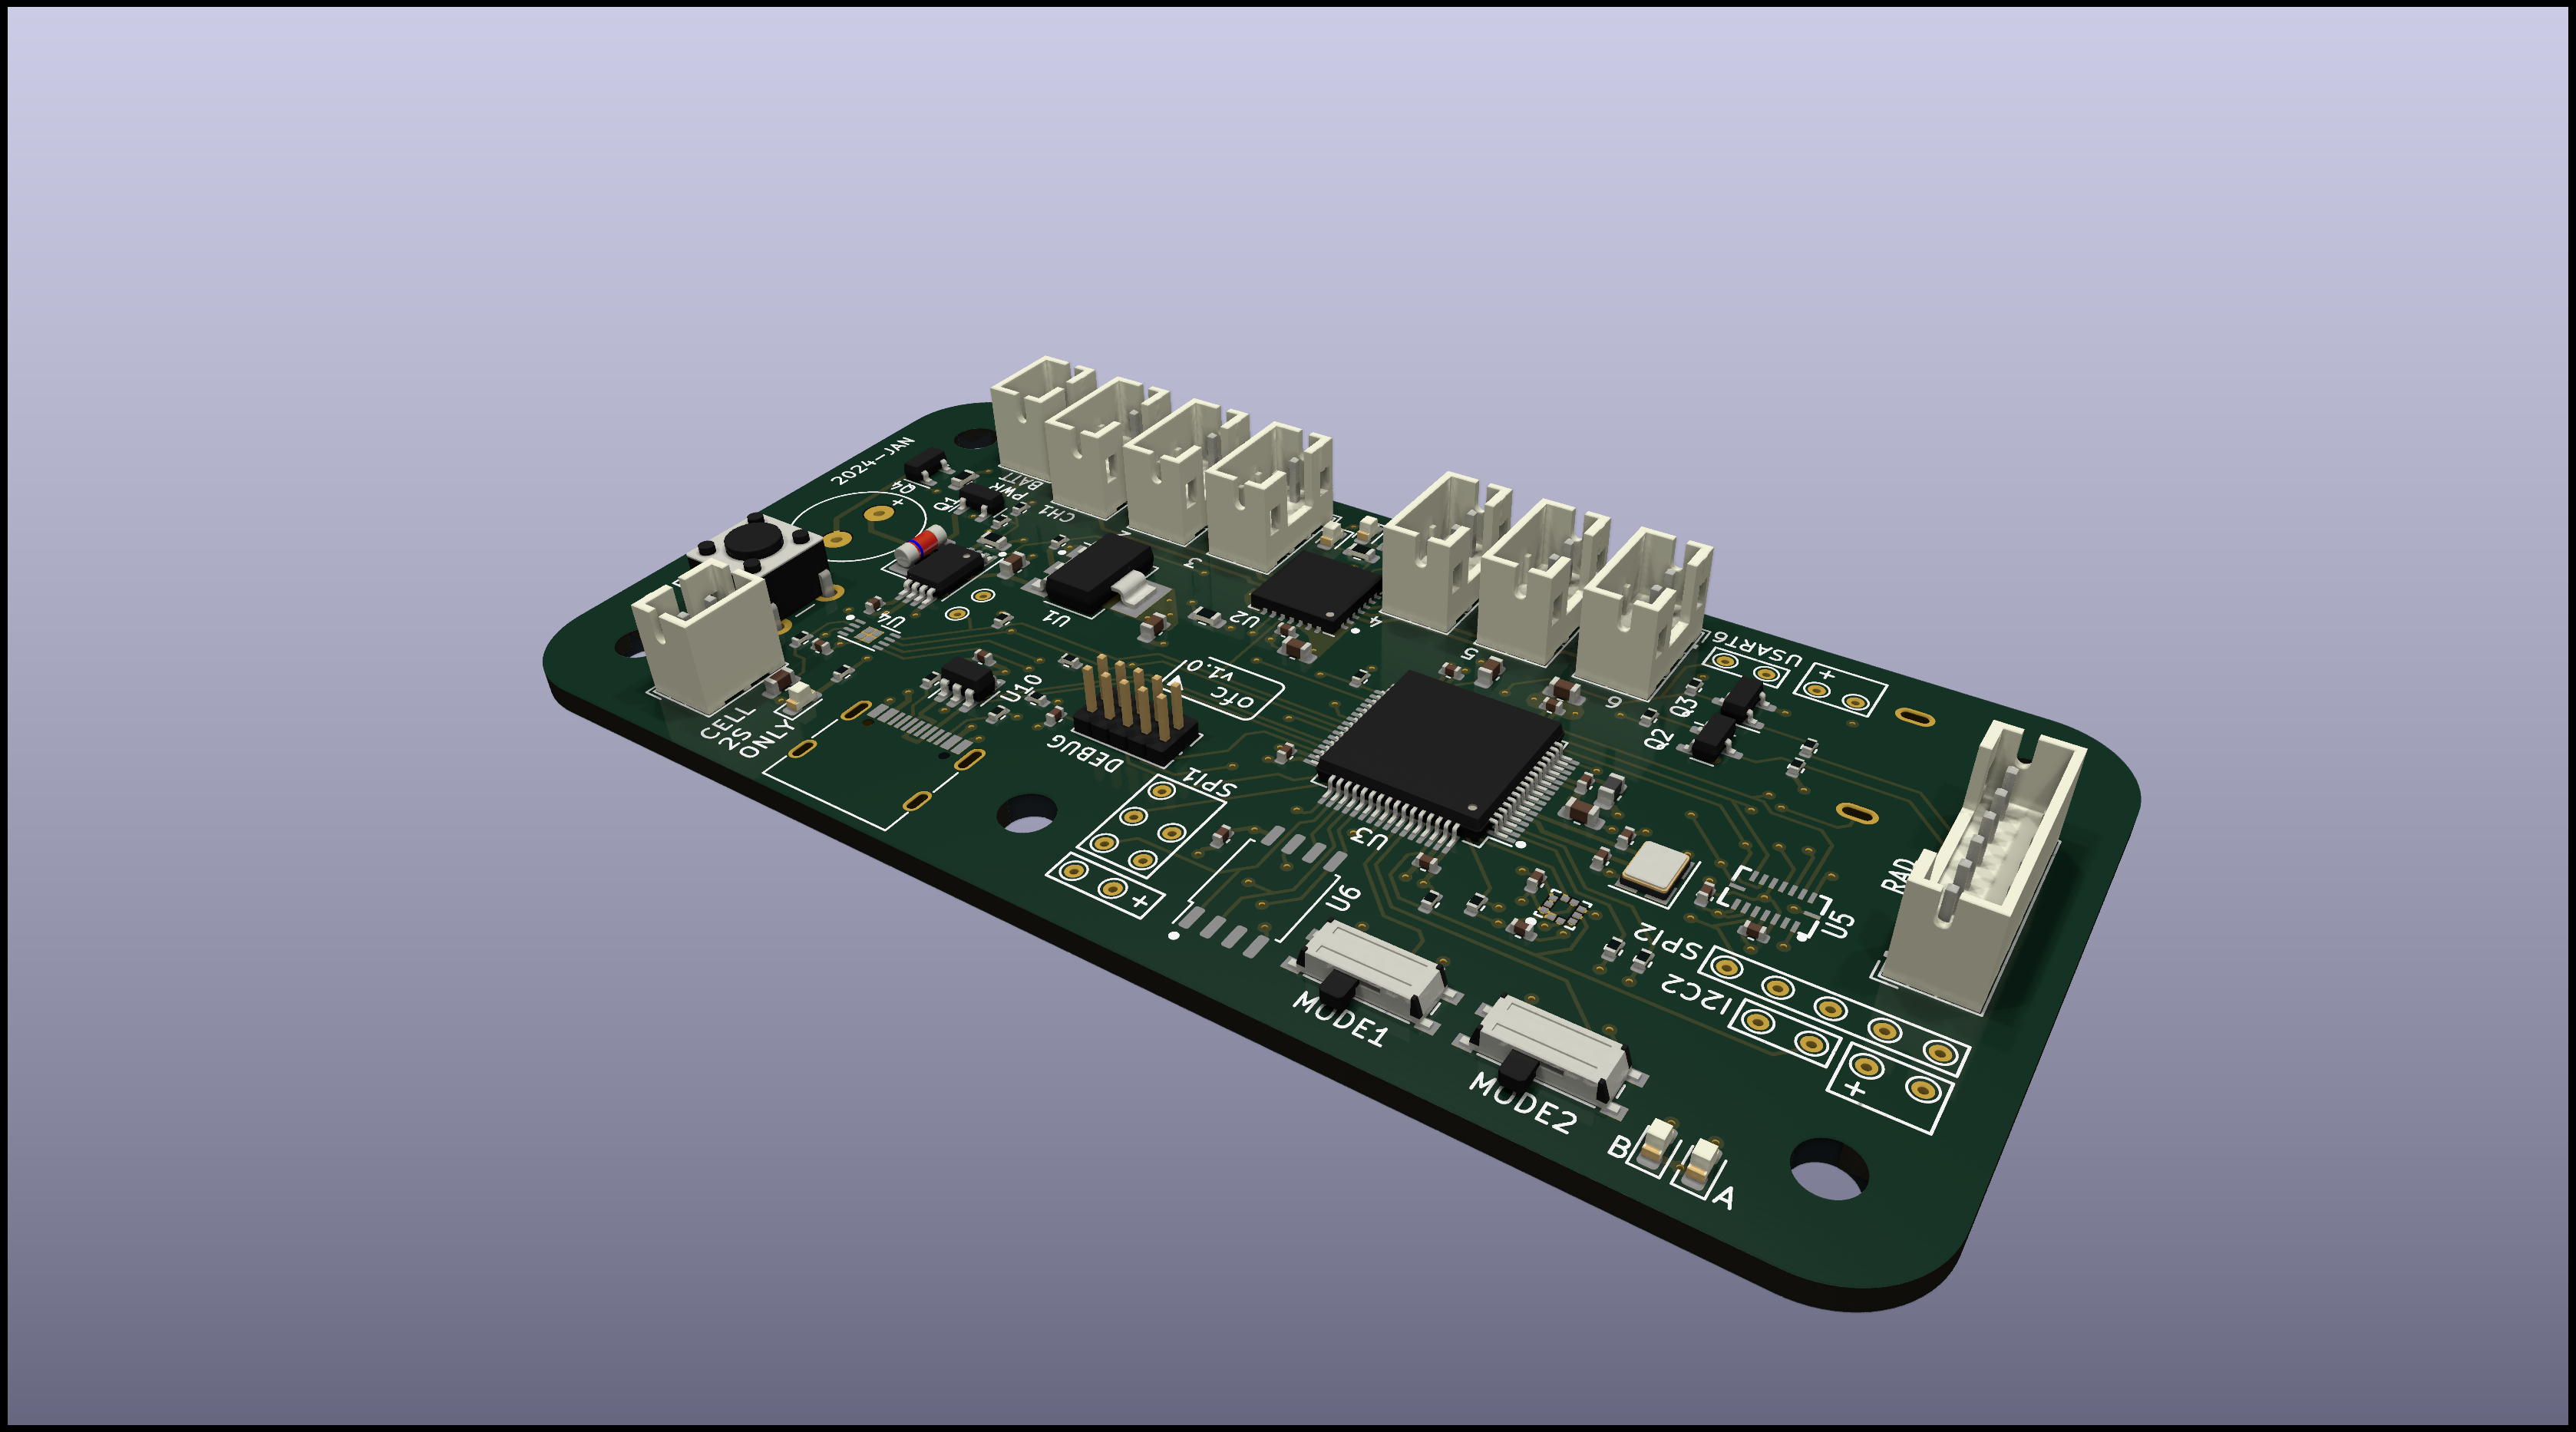 2024-JAN
Q4
+
Q1
BATT
PWR
CH1
2
3
U1
U2
4
U4
5
6
USART6
+
Q3
Q2
U10
ofc
v1.0
CELL
2S
ONLY
DEBUG
SPI1
+
U3
U6
RAD
U5
SPI2
I2C2
+
MODE1
MODE2
B
A